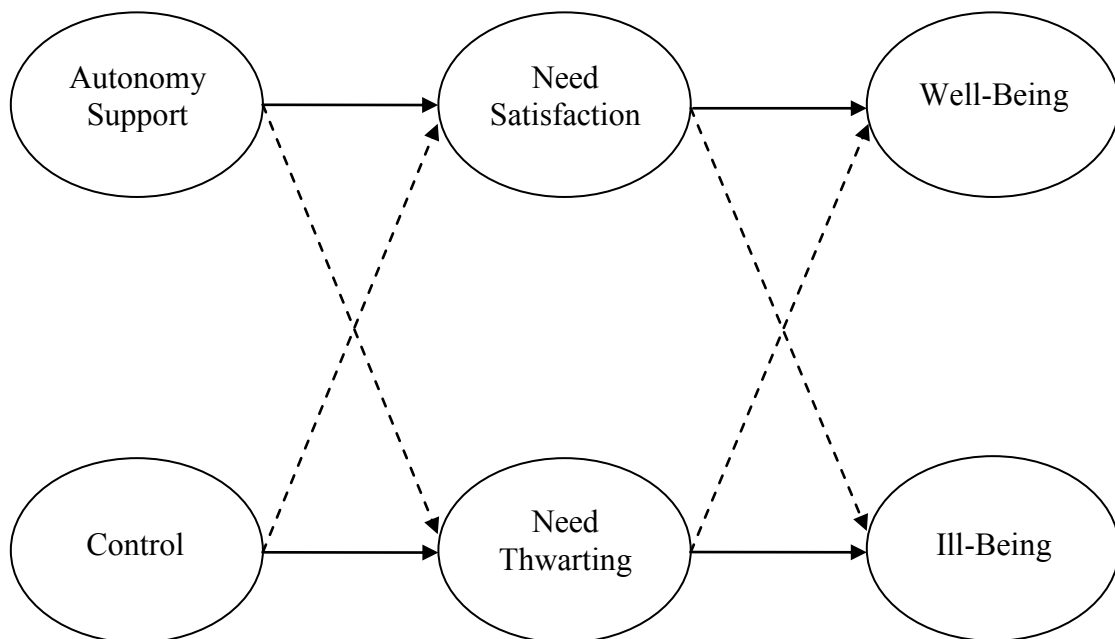 Autonomy
Support
Need
Satisfaction
Well-Being
Control
Need
Thwarting
Ill-Being